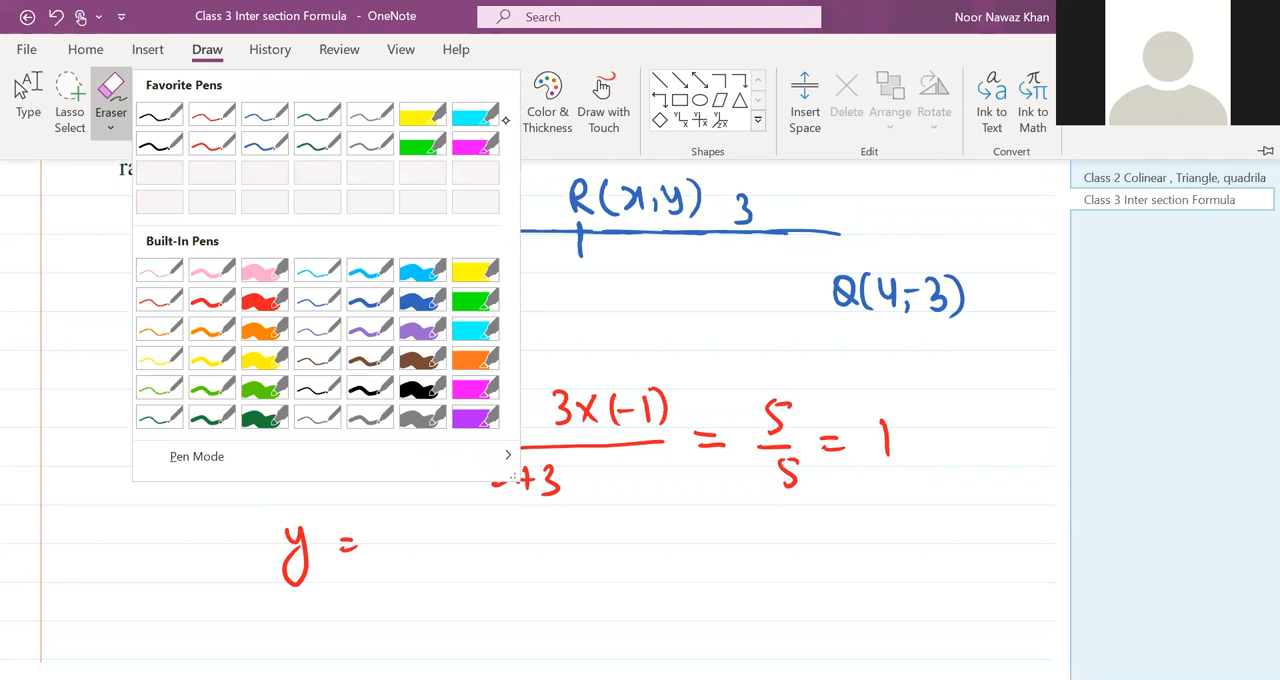 Class 3 Inter section Formula - OneNote
Search
Noor Nawaz Khan
File Home Insert Draw History Review View Help
Type
Lasso Select
Eraser
Favorite Pens
Built-In Pens
Pen Mode
Color & Thickness
Draw with Touch
Shapes
Insert Space
Delete
Arrange
Rotate
Edit
Ink to Text
Ink to Math
Convert
Class 2 Colinear , Triangle, quadrila
Class 3 Inter section Formula
ra
R(x,y) 3
Q(4,-3)
3x(-1) = 5/5 = 1
+3
y =